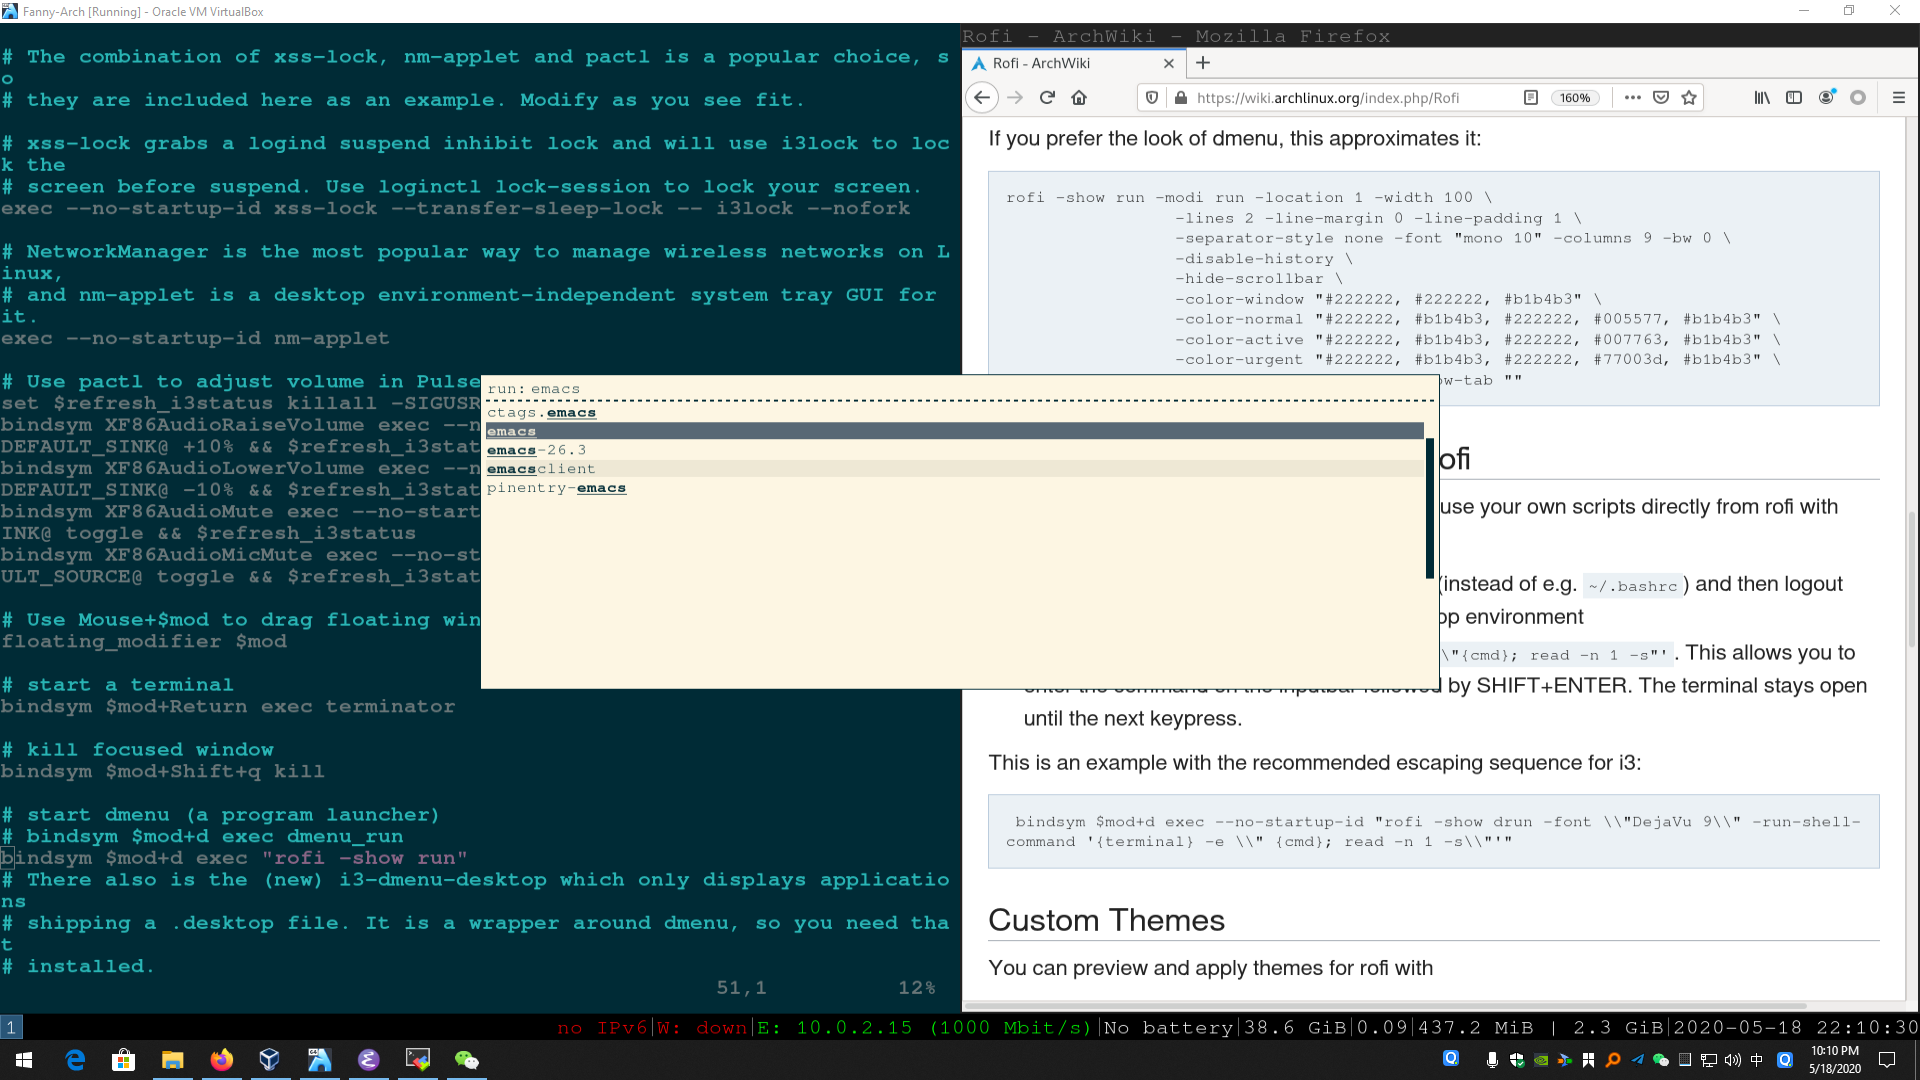 Fanny-Arch [Running] - Oracle VM VirtualBox
# The combination of xss-lock, nm-applet and pactl is a popular choice, s
o
# they are included here as an example. Modify as you see fit.
# xss-lock grabs a logind suspend inhibit lock and will use i3lock to loc
k the
# screen before suspend. Use loginctl lock-session to lock your screen.
exec --no-startup-id xss-lock --transfer-sleep-lock -- i3lock --nofork
# NetworkManager is the most popular way to manage wireless networks on L
inux,
# and nm-applet is a desktop environment-independent system tray GUI for
it.
exec --no-startup-id nm-applet
# Use pactl to adjust volume in Pulse
set $refresh_i3status killall -SIGUSR
bindsym XF86AudioRaiseVolume exec --n
DEFAULT_SINK@ +10% && $refresh_i3stat
bindsym XF86AudioLowerVolume exec --n
DEFAULT_SINK@ -10% && $refresh_i3stat
bindsym XF86AudioMute exec --no-start
INK@ toggle && $refresh_i3status
bindsym XF86AudioMicMute exec --no-st
ULT_SOURCE@ toggle && $refresh_i3stat
# Use Mouse+$mod to drag floating win
floating_modifier $mod
# start a terminal
bindsym $mod+Return exec terminator
# kill focused window
bindsym $mod+Shift+q kill
# start dmenu (a program launcher)
# bindsym $mod+d exec dmenu_run
bindsym $mod+d exec "rofi -show run"
# There also is the (new) i3-dmenu-desktop which only displays applicatio
ns
# shipping a .desktop file. It is a wrapper around dmenu, so you need tha
t
# installed.
51,1 12%
run: emacs
ctags.emacs
emacs
emacs-26.3
emacsclient
pinentry-emacs
Rofi - ArchWiki - Mozilla Firefox
Rofi - ArchWiki
https://wiki.archlinux.org/index.php/Rofi 160%
If you prefer the look of dmenu, this approximates it:
rofi -show run -modi run -location 1 -width 100 \
-lines 2 -line-margin 0 -line-padding 1 \
-separator-style none -font "mono 10" -columns 9 -bw 0 \
-disable-history \
-hide-scrollbar \
-color-window "#222222, #222222, #b1b4b3" \
-color-normal "#222222, #b1b4b3, #222222, #005577, #b1b4b3" \
-color-active "#222222, #b1b4b3, #222222, #007763, #b1b4b3" \
-color-urgent "#222222, #b1b4b3, #222222, #77003d, #b1b4b3" \
ow-tab ""
ofi
use your own scripts directly from rofi with
(instead of e.g. ~/.bashrc) and then logout
op environment
\"{cmd}; read -n 1 -s"'. This allows you to
enter the command on the inputbar followed by SHIFT+ENTER. The terminal stays open
until the next keypress.
This is an example with the recommended escaping sequence for i3:
bindsym $mod+d exec --no-startup-id "rofi -show drun -font \\"DejaVu 9\\" -run-shell-
command '{terminal} -e \\" {cmd}; read -n 1 -s\\"'"
Custom Themes
You can preview and apply themes for rofi with
1
no IPv6|W: down|E: 10.0.2.15 (1000 Mbit/s)|No battery|38.6 GiB|0.09|437.2 MiB | 2.3 GiB|2020-05-18 22:10:30
中
10:10 PM
5/18/2020